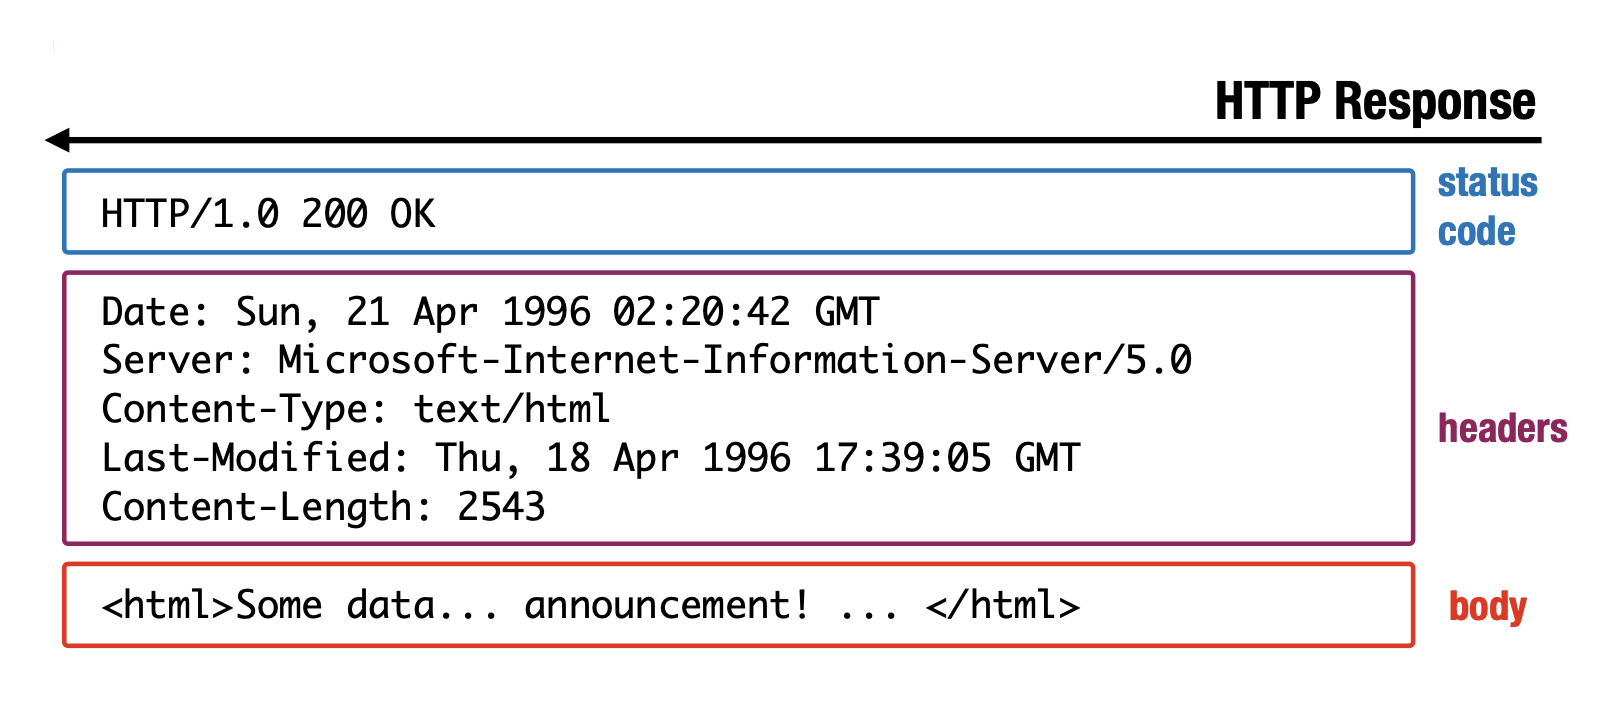 HTTP Response
HTTP/1.0 200 OK
status
code
Date: Sun, 21 Apr 1996 02:20:42 GMT
Server: Microsoft-Internet-Information-Server/5.0
Content-Type: text/html
Last-Modified: Thu, 18 Apr 1996 17:39:05 GMT
Content-Length: 2543
headers
<html>Some data... announcement! ... </html>
body